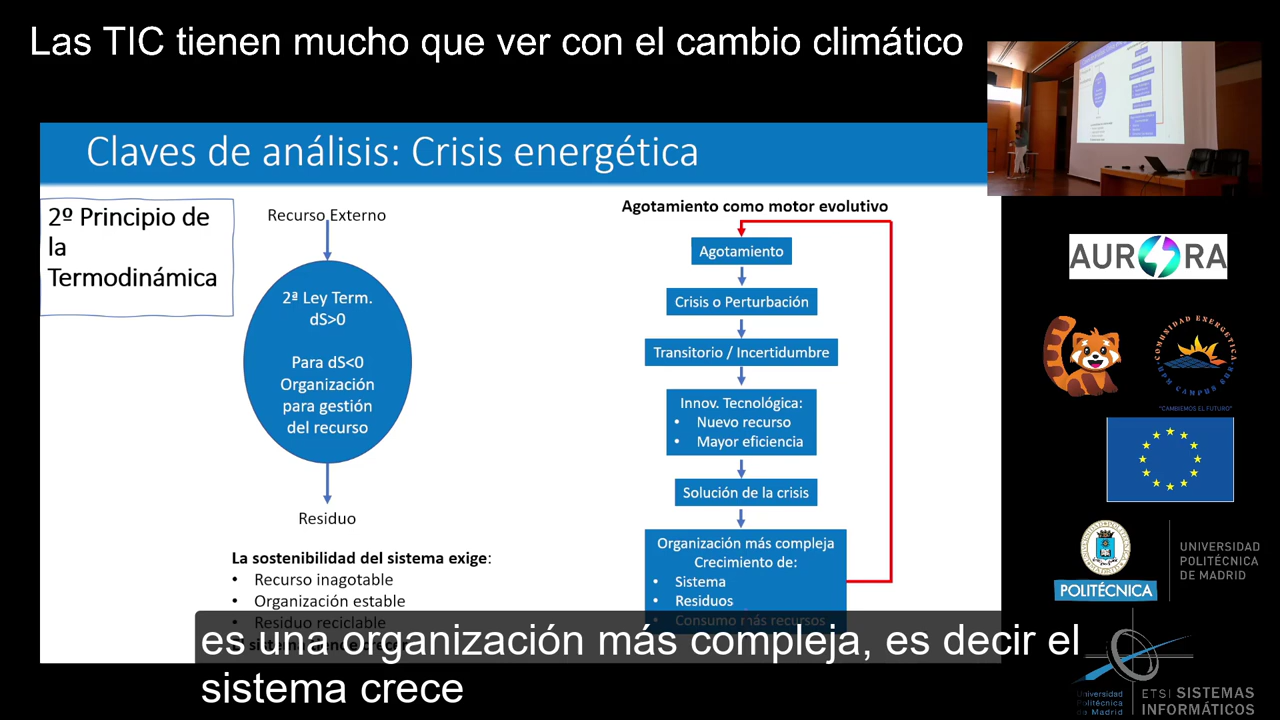 Las TIC tienen mucho que ver con el cambio climático
Claves de análisis: Crisis energética
2º Principio de
la
Termodinámica
Recurso Externo
2ª Ley Term.
dS>0
Para dS<0
Organización
para gestión
del recurso
Residuo
La sostenibilidad del sistema exige:
• Recurso inagotable
• Organización estable
• Residuo reciclable
Agotamiento como motor evolutivo
Agotamiento
Crisis o Perturbación
Transitorio / Incertidumbre
Innov. Tecnológica:
• Nuevo recurso
• Mayor eficiencia
Solución de la crisis
Organización más compleja
Crecimiento de:
• Sistema
• Residuos
• Consumo más recursos
es una organización más compleja, es decir el
sistema crece
AURORA
COMUNIDAD ENERGÉTICA
UPM CAMPUS SUR
"CAMBIEMOS EL FUTURO"
POLITÉCNICA
UNIVERSIDAD
POLITÉCNICA
DE MADRID
Universidad
Politécnica
de Madrid
ETSI SISTEMAS
INFORMÁTICOS